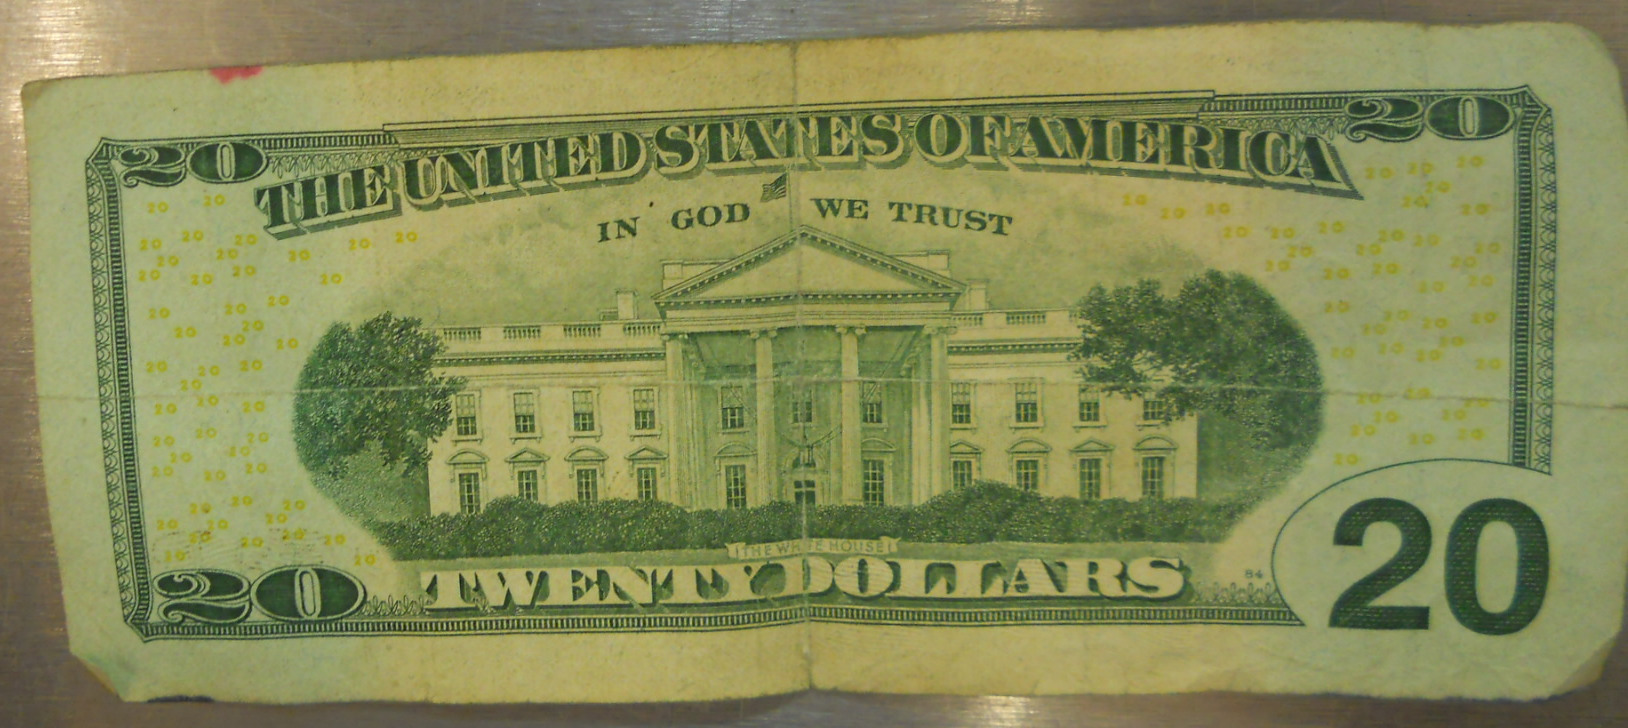 20 20
THE UNITED STATES OF AMERICA
IN GOD WE TRUST
THE WHITE HOUSE
TWENTY DOLLARS
84
20 20